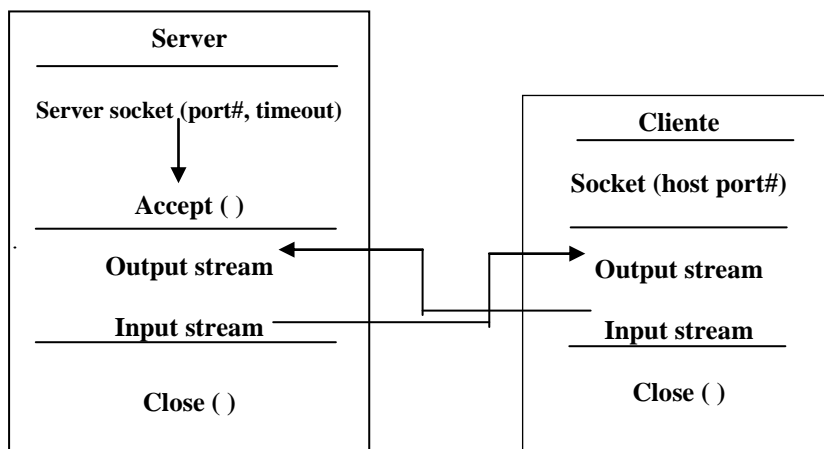 Server
Server socket (port#, timeout)
Accept ( )
Output stream
Input stream
Close ( )
Cliente
Socket (host port#)
Output stream
Input stream
Close ( )